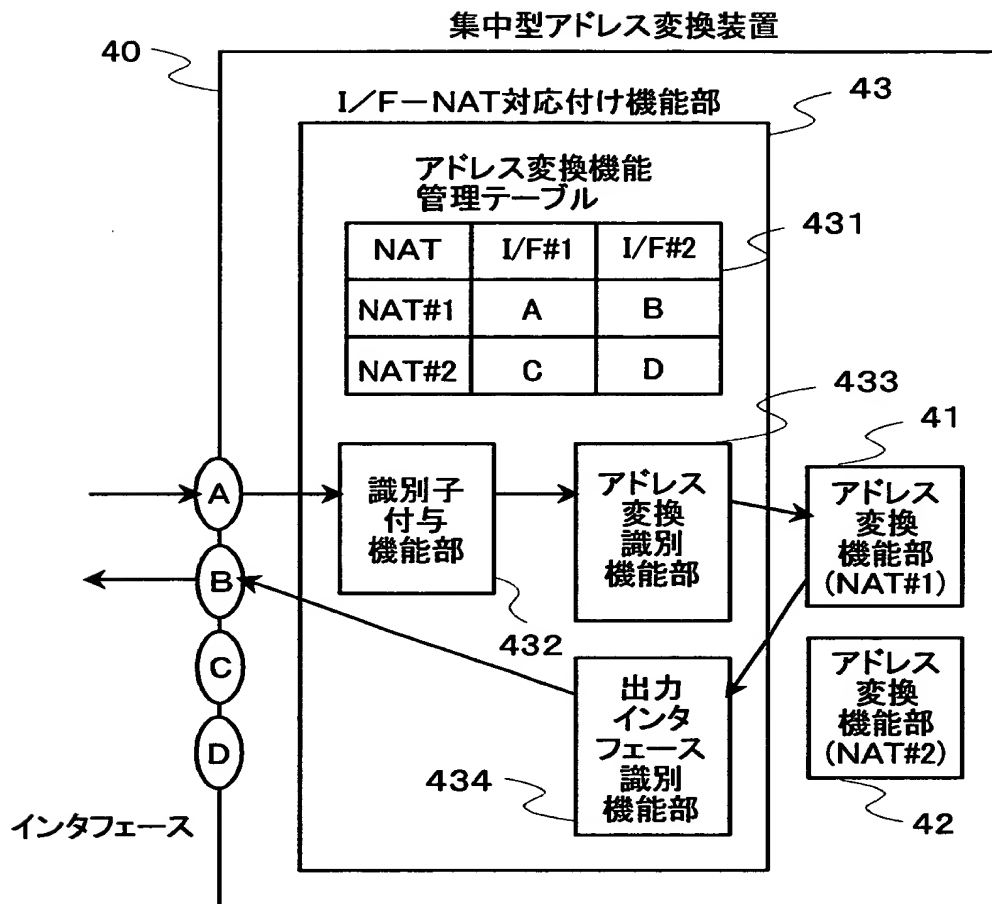 集中型アドレス変換装置
40
I/F－NAT対応付け機能部
43
アドレス変換機能
管理テーブル
431
NAT I/F#1 I/F#2
NAT#1 A B
NAT#2 C D
433
41
A
識別子
付与
機能部
アドレス
変換
識別
機能部
アドレス
変換
機能部
(NAT#1)
B
432
C
出力
インタ
フェース
識別
機能部
アドレス
変換
機能部
(NAT#2)
D
434
42
インタフェース